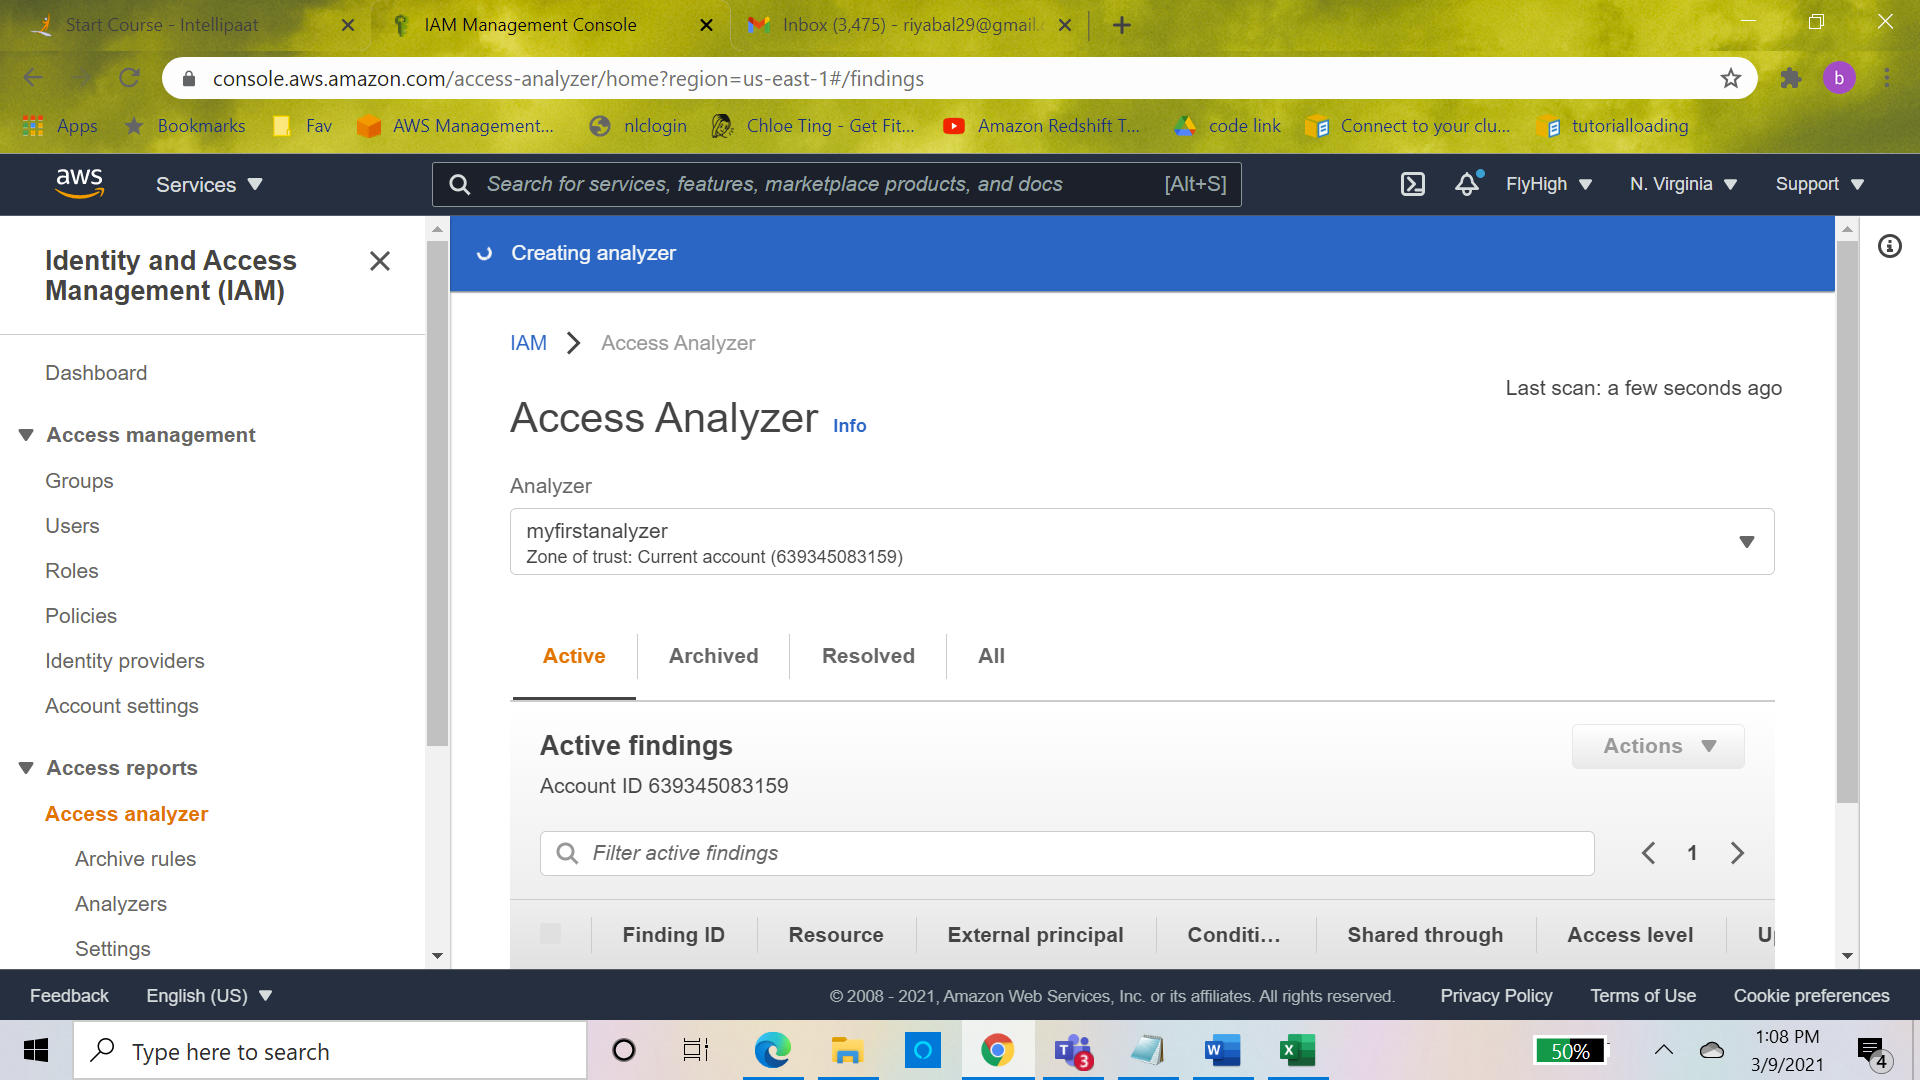 Start Course - Intellipaat
IAM Management Console
Inbox (3,475) - riyabal29@gmail.
console.aws.amazon.com/access-analyzer/home?region=us-east-1#/findings
b
Apps
Bookmarks
Fav
AWS Management...
nlclogin
Chloe Ting - Get Fit...
Amazon Redshift T...
code link
Connect to your clu...
tutorialloading
aws
Services
Search for services, features, marketplace products, and docs
[Alt+S]
FlyHigh
N. Virginia
Support
Identity and Access
Management (IAM)
Dashboard
Access management
Groups
Users
Roles
Policies
Identity providers
Account settings
Access reports
Access analyzer
Archive rules
Analyzers
Settings
Creating analyzer
IAM
Access Analyzer
Last scan: a few seconds ago
Access Analyzer Info
Analyzer
myfirstanalyzer
Zone of trust: Current account (639345083159)
Active
Archived
Resolved
All
Active findings
Account ID 639345083159
Actions
Filter active findings
1
Finding ID
Resource
External principal
Conditi...
Shared through
Access level
Feedback
English (US)
© 2008 - 2021, Amazon Web Services, Inc. or its affiliates. All rights reserved.
Privacy Policy
Terms of Use
Cookie preferences
Type here to search
3
50%
1:08 PM
3/9/2021
4